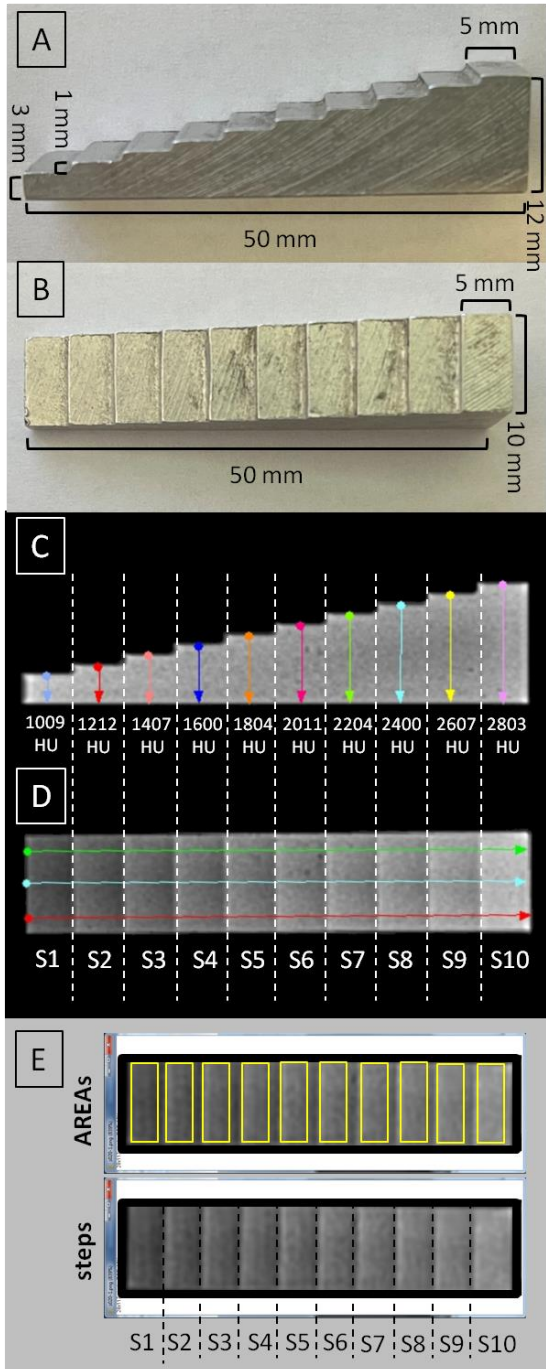 A
5 mm
1 mm
3 mm
12 mm
50 mm
B
5 mm
10 mm
50 mm
C
1009 1212 1407 1600 1804 2011 2204 2400 2607 2803
HU HU HU HU HU HU HU HU HU HU
D
S1 S2 S3 S4 S5 S6 S7 S8 S9 S10
E
AREAs
steps
S1 S2 S3 S4 S5 S6 S7 S8 S9 S10